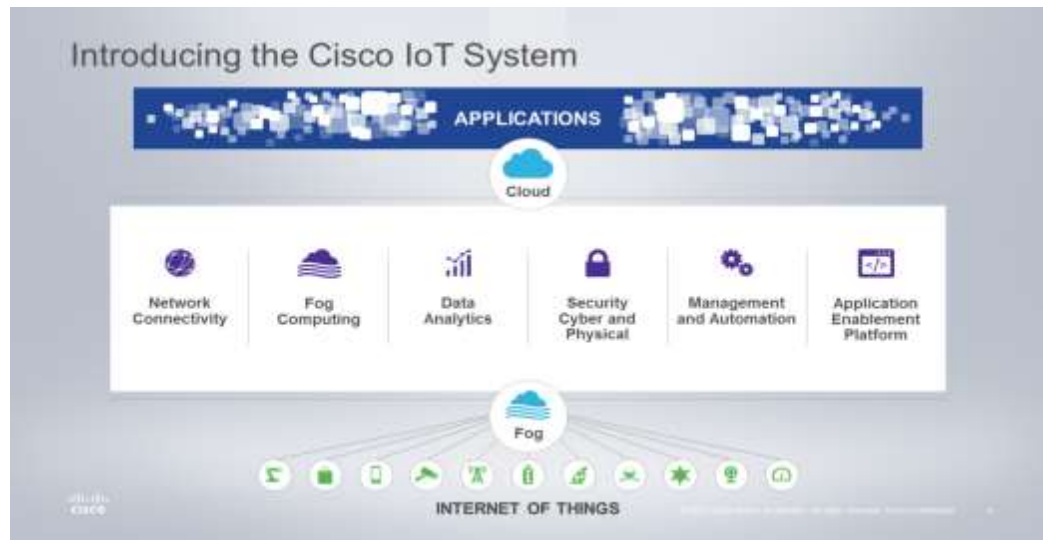 Introducing the Cisco IoT System
APPLICATIONS
Cloud
Network
Connectivity
Fog
Computing
Data
Analytics
Security
Cyber and
Physical
Management
and Automation
Application
Enablement
Platform
Fog
INTERNET OF THINGS
CISCO